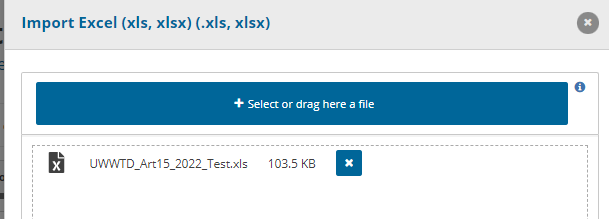 Import Excel (xls, xlsx) (.xls, .xlsx)
+ Select or drag here a file
UWWTD_Art15_2022_Test.xls 103.5 KB